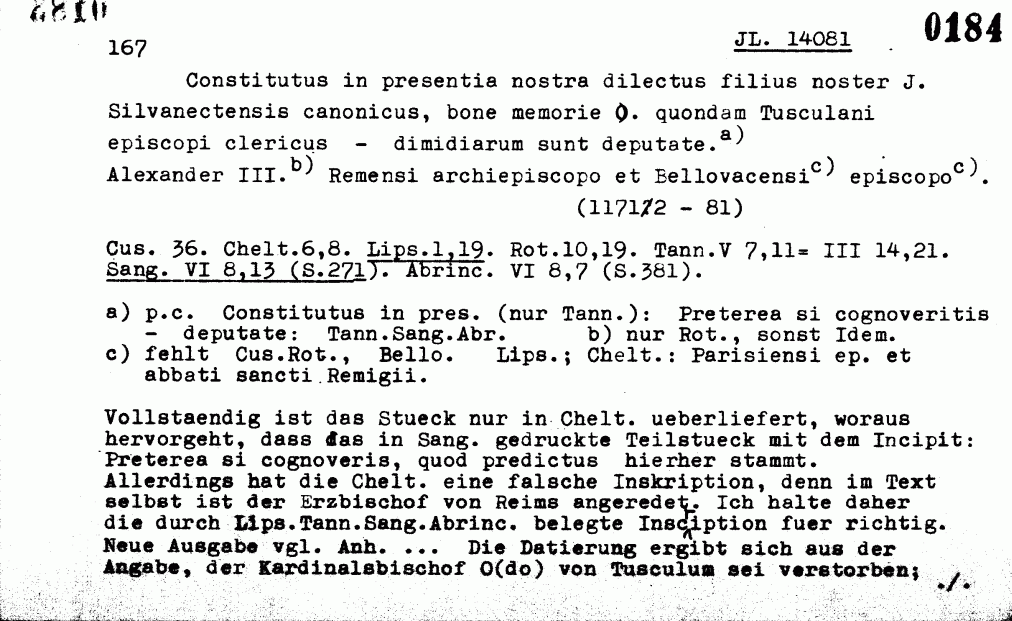 0184
167 JL. 14081
Constitutus in presentia nostra dilectus filius noster J.
Silvanectensis canonicus, bone memorie O. quondam Tusculani
episcopi clericus - dimidiarum sunt deputate.a)
Alexander III.b) Remensi archiepiscopo et Bellovacensic) episcopoc).
(1171/2 - 81)
Cus. 36. Chelt.6,8. Lips.1,19. Rot.10,19. Tann.V 7,11= III 14,21.
Sang. VI 8,13 (S.271). Abrinc. VI 8,7 (S.381).
a) p.c. Constitutus in pres. (nur Tann.): Preterea si cognoveritis
- deputate: Tann.Sang.Abr. b) nur Rot., sonst Idem.
c) fehlt Cus.Rot., Bello. Lips.; Chelt.: Parisiensi ep. et
abbati sancti Remigii.
Vollstaendig ist das Stueck nur in Chelt. ueberliefert, woraus
hervorgeht, dass das in Sang. gedruckte Teilstueck mit dem Incipit:
Preterea si cognoveris, quod predictus hierher stammt.
Allerdings hat die Chelt. eine falsche Inskription, denn im Text
selbst ist der Erzbischof von Reims angeredet. Ich halte daher
die durch Lips.Tann.Sang.Abrinc. belegte Inscription fuer richtig.
Neue Ausgabe vgl. Anh. ... Die Datierung ergibt sich aus der
Angabe, der Kardinalsbischof O(do) von Tusculum sei verstorben;
./.